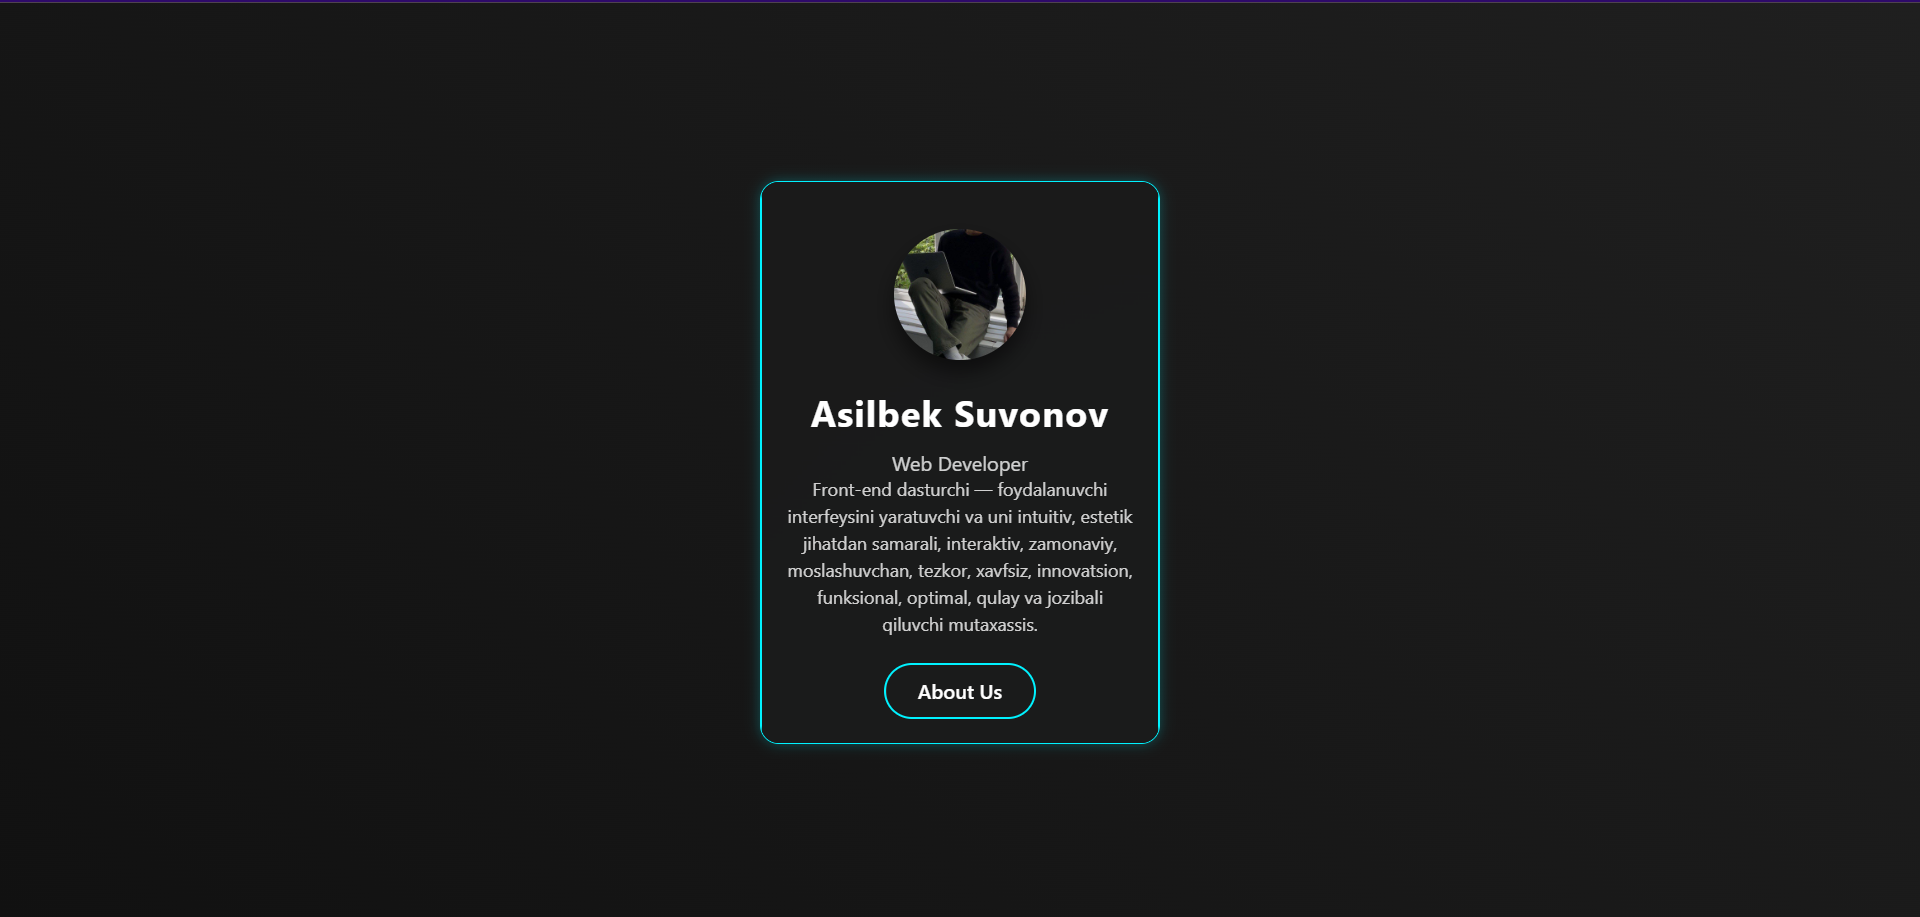 Asilbek Suvonov
Web Developer
Front-end dasturchi — foydalanuvchi
interfeysini yaratuvchi va uni intuitiv, estetik
jihatdan samarali, interaktiv, zamonaviy,
moslashuvchan, tezkor, xavfsiz, innovatsion,
funksional, optimal, qulay va jozibali
qiluvchi mutaxassis.
About Us